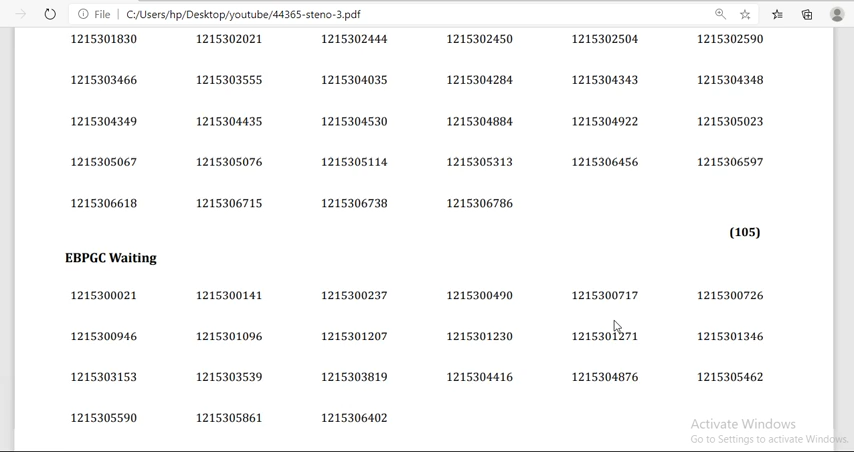 File C:/Users/hp/Desktop/youtube/44365-steno-3.pdf
1215301830 1215302021 1215302444 1215302450 1215302504 1215302590
1215303466 1215303555 1215304035 1215304284 1215304343 1215304348
1215304349 1215304435 1215304530 1215304884 1215304922 1215305023
1215305067 1215305076 1215305114 1215305313 1215306456 1215306597
1215306618 1215306715 1215306738 1215306786
(105)
EBPGC Waiting
1215300021 1215300141 1215300237 1215300490 1215300717 1215300726
1215300946 1215301096 1215301207 1215301230 1215301271 1215301346
1215303153 1215303539 1215303819 1215304416 1215304876 1215305462
1215305590 1215305861 1215306402
Activate Windows
Go to Settings to activate Windows.